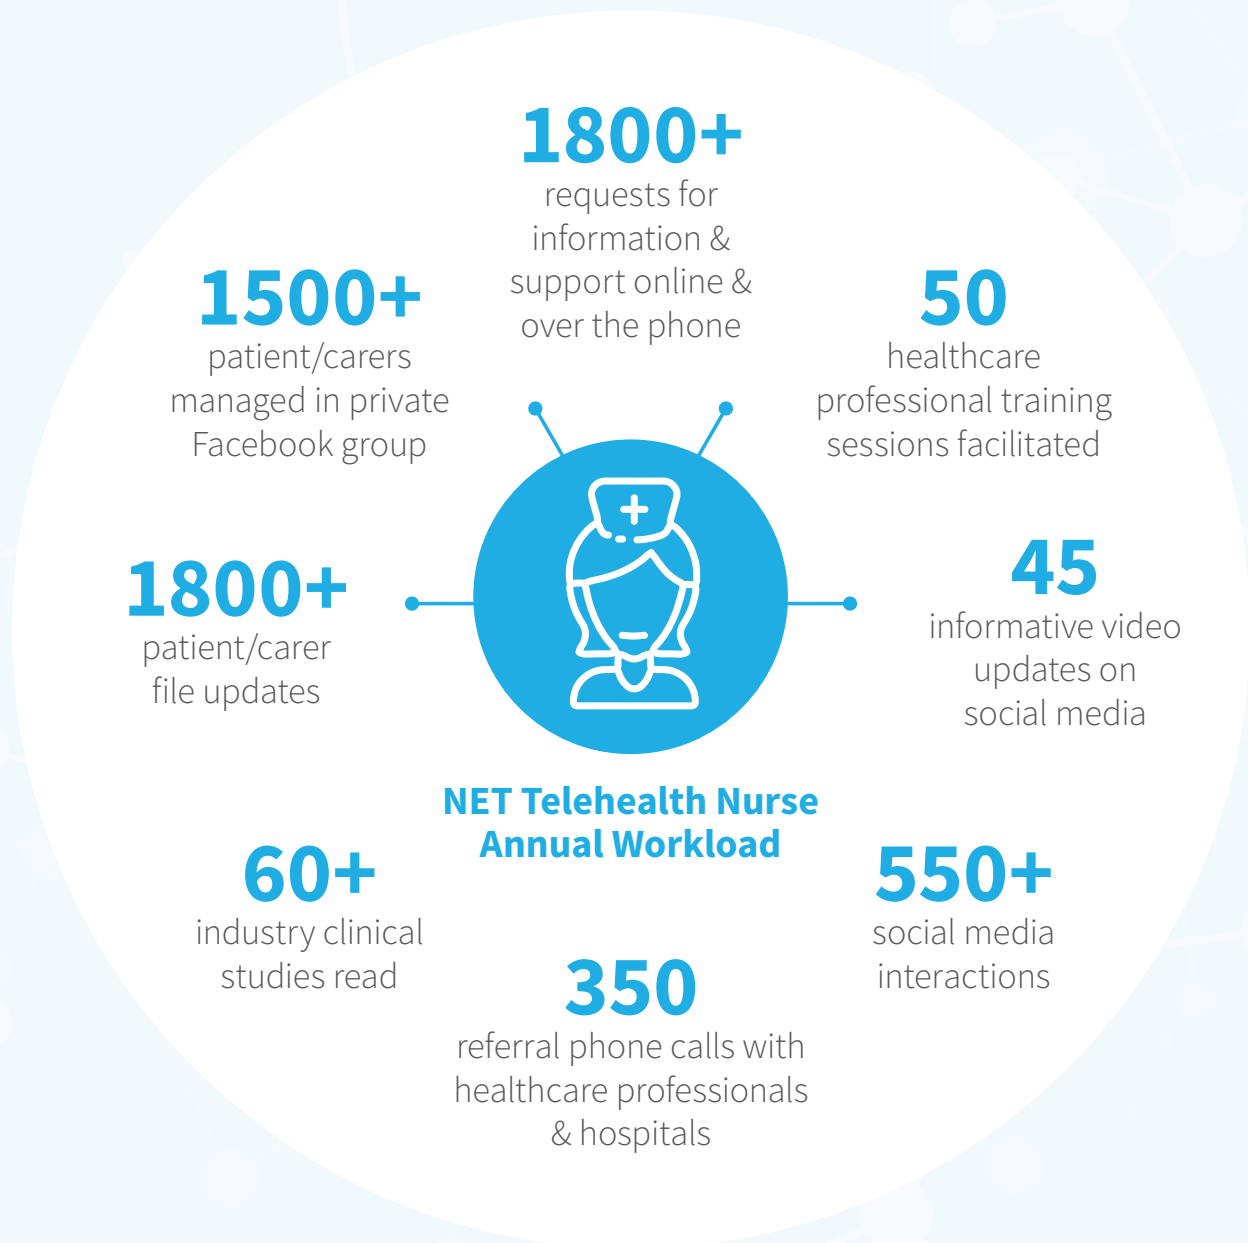 1800+
requests for
information &
support online &
over the phone
1500+
patient/carers
managed in private
Facebook group
50
healthcare
professional training
sessions facilitated
1800+
patient/carer
file updates
45
informative video
updates on
social media
NET Telehealth Nurse
Annual Workload
60+
industry clinical
studies read
550+
social media
interactions
350
referral phone calls with
healthcare professionals
& hospitals